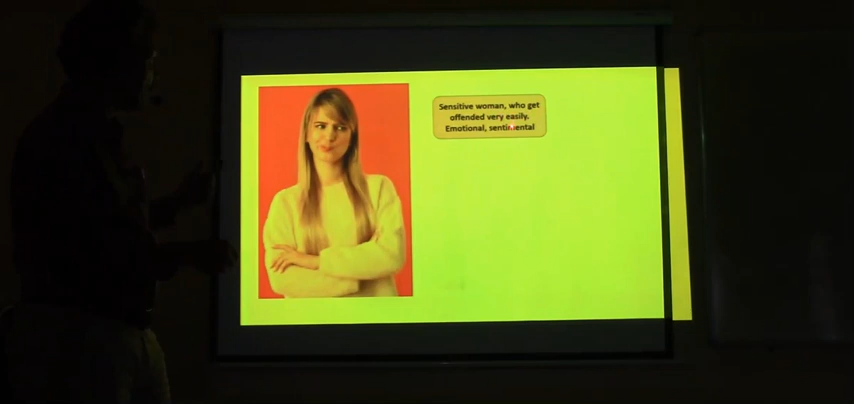 Sensitive woman, who get
offended very easily.
Emotional, sentimental